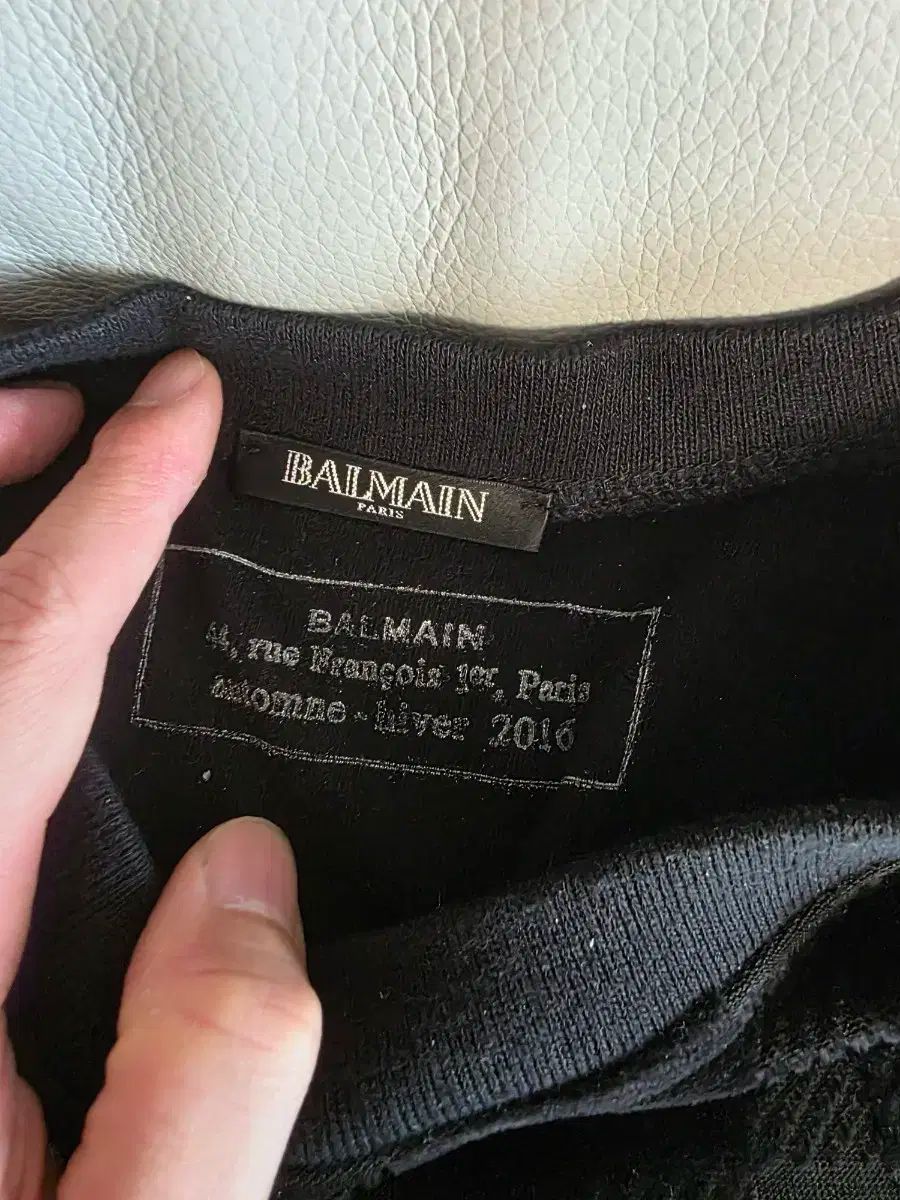 BALMAIN
PARIS
BALMAIN
44, rue François 1er, Paris
automne - hiver 2016